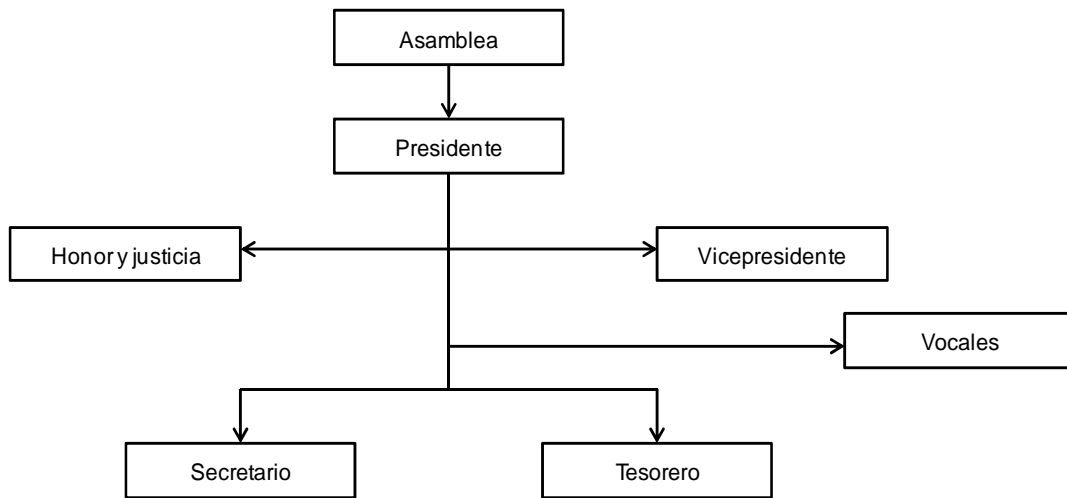 Asamblea
Presidente
Honor y justicia
Vicepresidente
Vocales
Secretario
Tesorero